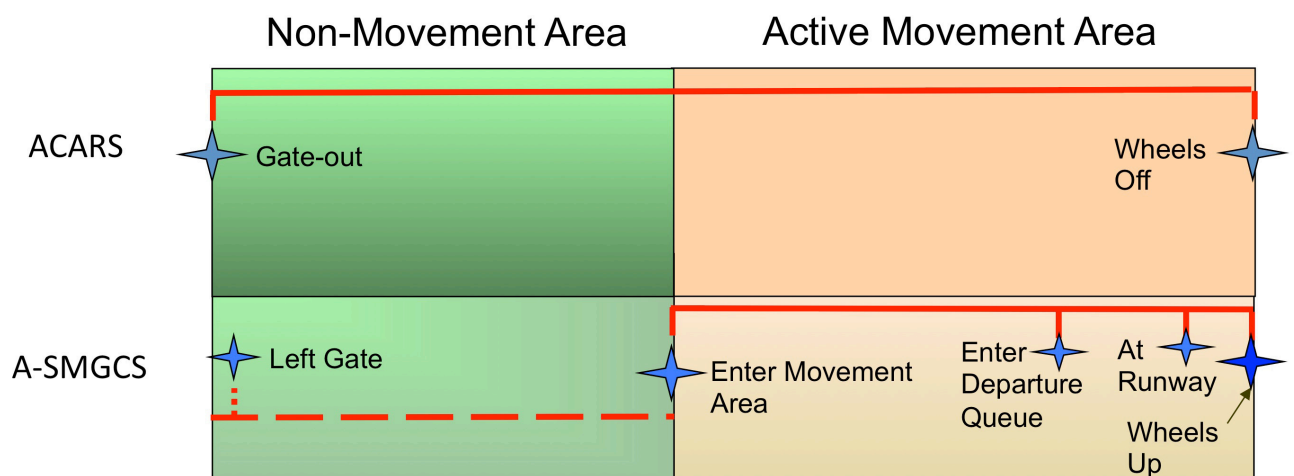 Non-Movement Area
Active Movement Area
ACARS
Gate-out
Wheels
Off
A-SMGCS
Left Gate
Enter Movement
Area
Enter
Departure
Queue
At
Runway
Wheels
Up